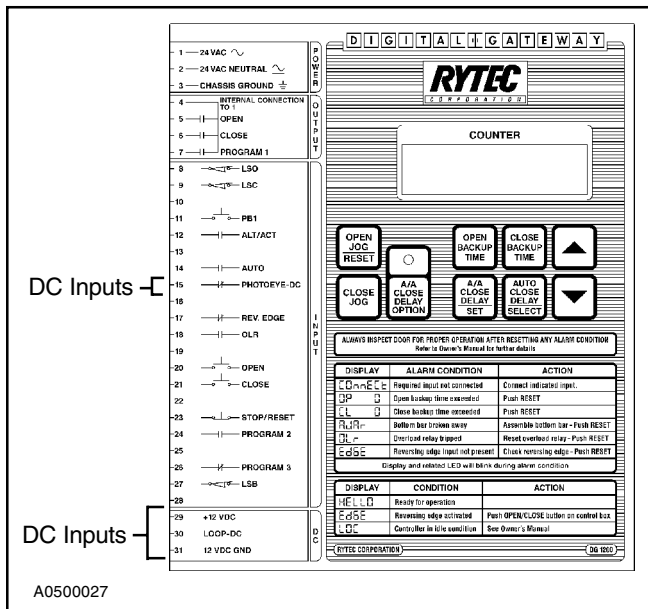 DC Inputs
DC Inputs
1 24 VAC
2 24 VAC NEUTRAL
3 CHASSIS GROUND
POWER
4 INTERNAL CONNECTION
TO 1
5 OPEN
6 CLOSE
7 PROGRAM 1
OUTPUT
8 LSO
9 LSC
10
11 PB1
12 ALT/ACT
13
14 AUTO
15 PHOTOEYE-DC
16
17 REV. EDGE
18 OLR
19
20 OPEN
21 CLOSE
22
23 STOP/RESET
24 PROGRAM 2
25
26 PROGRAM 3
27 LSB
28
INPUT
29 +12 VDC
30 LOOP-DC
31 12 VDC GND
DC
DIGITAL GATEWAY
RYTEC
CORPORATION
COUNTER
OPEN
JOG
RESET
OPEN
BACKUP
TIME
CLOSE
BACKUP
TIME
CLOSE
JOG
A/A
CLOSE
DELAY
OPTION
A/A
CLOSE
DELAY
SET
AUTO
CLOSE
DELAY
SELECT
ALWAYS INSPECT DOOR FOR PROPER OPERATION AFTER RESETTING ANY ALARM CONDITION
Refer to Owner's Manual for further details
DISPLAY ALARM CONDITION ACTION
COnnECt Required input not connected Connect indicated input.
OP 0 Open backup time exceeded Push RESET
CL 0 Close backup time exceeded Push RESET
AJAr Bottom bar broken away Assemble bottom bar - Push RESET
OLr Overload relay tripped Reset overload relay - Push RESET
EdGE Reversing edge input not present Check reversing edge - Push RESET
Display and related LED will blink during alarm condition
DISPLAY CONDITION ACTION
HELLO Ready for operation
EdGE Reversing edge activated Push OPEN/CLOSE button on control box
LOC Controller in idle condition See Owner's Manual
RYTEC CORPORATION DG 1200
A0500027